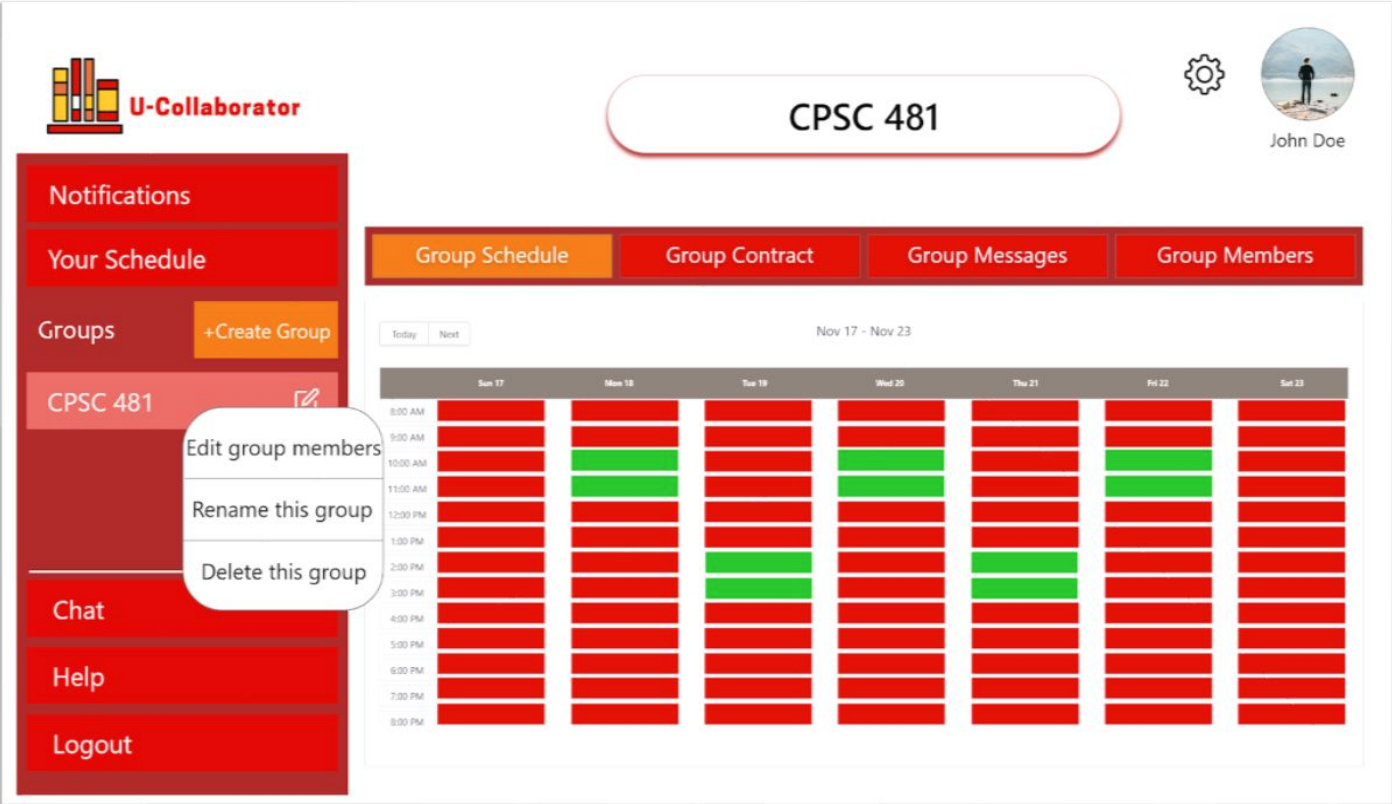 U-Collaborator
CPSC 481
John Doe
Notifications
Your Schedule
Groups
+Create Group
CPSC 481
Edit group members
Rename this group
Delete this group
Chat
Help
Logout
Group Schedule
Group Contract
Group Messages
Group Members
Today
Next
Nov 17 - Nov 23
Sun 17
Mon 18
Tue 19
Wed 20
Thu 21
Fri 22
Sat 23
8:00 AM
9:00 AM
10:00 AM
11:00 AM
12:00 PM
1:00 PM
2:00 PM
3:00 PM
4:00 PM
5:00 PM
6:00 PM
7:00 PM
8:00 PM